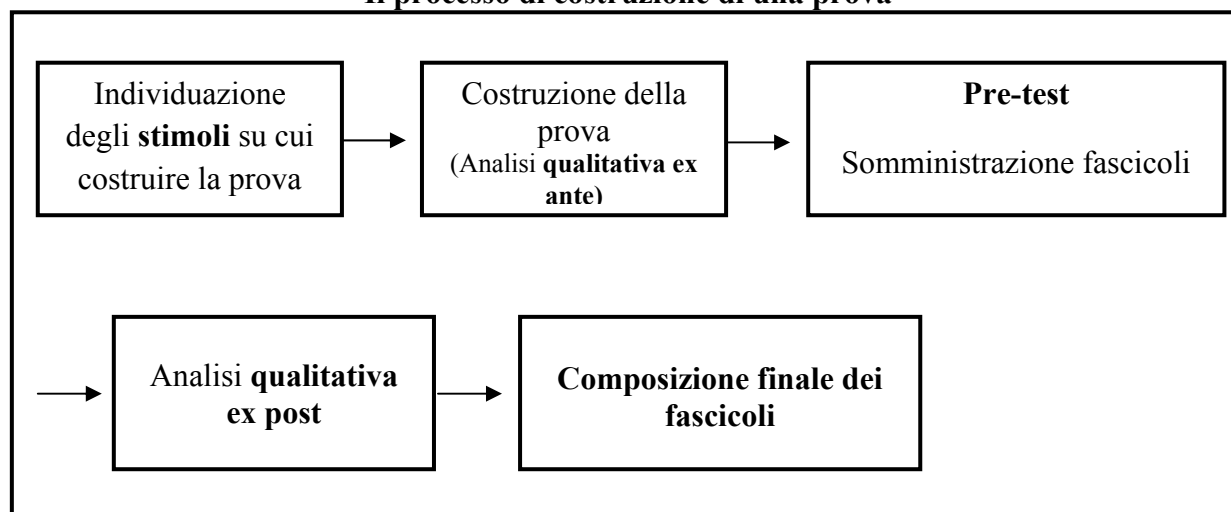 Il processo di costruzione di una prova
Individuazione
degli stimoli su cui
costruire la prova
Costruzione della
prova
(Analisi qualitativa ex
ante)
Pre-test
Somministrazione fascicoli
Analisi qualitativa
ex post
Composizione finale dei
fascicoli